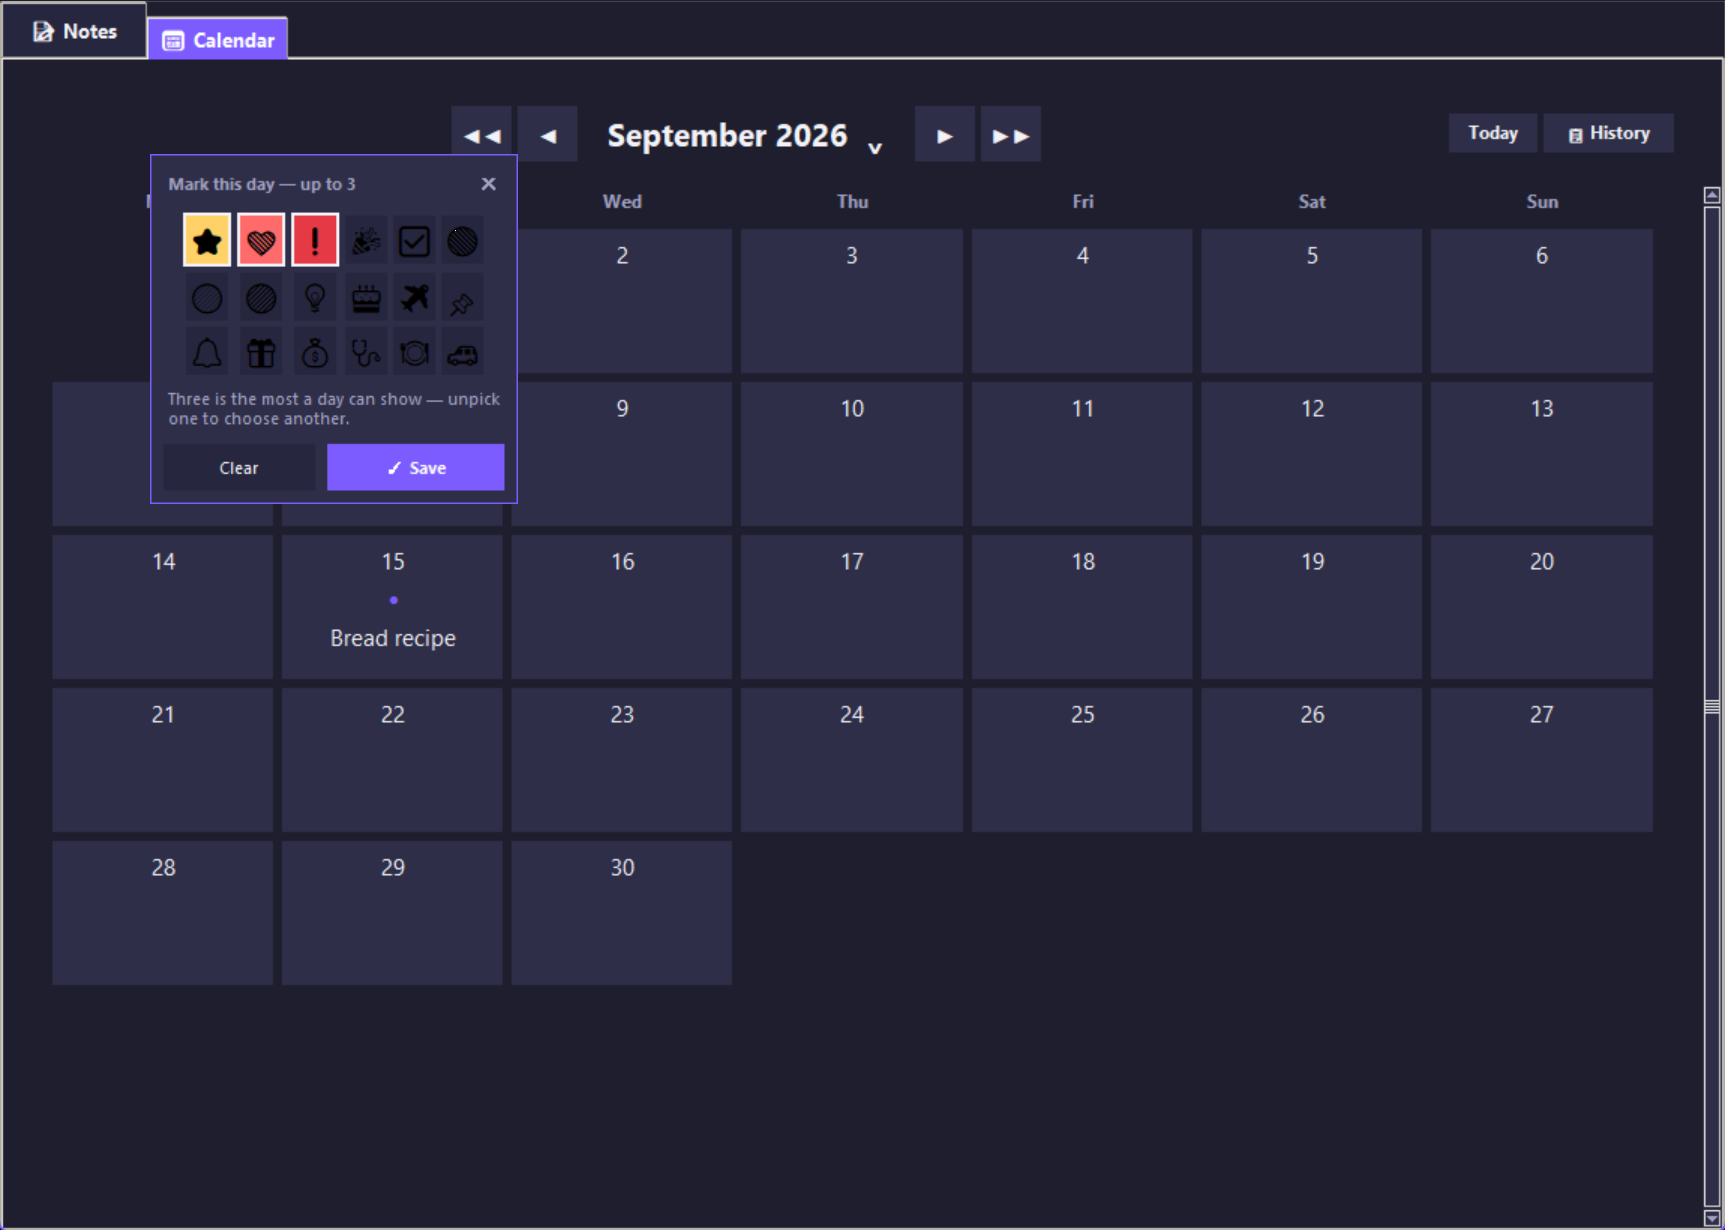 Notes
Calendar
◄◄ ◄ September 2026 v ► ►►
Today
History
Mark this day — up to 3 ✕
Three is the most a day can show — unpick
one to choose another.
Clear
✓ Save
Wed Thu Fri Sat Sun
2 3 4 5 6
9 10 11 12 13
14 15 16 17 18 19 20
Bread recipe
21 22 23 24 25 26 27
28 29 30